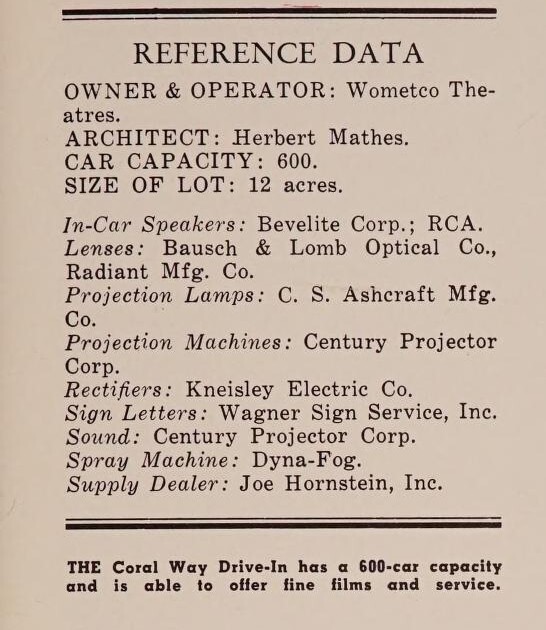 REFERENCE DATA
OWNER & OPERATOR: Wometco The-
atres.
ARCHITECT: Herbert Mathes.
CAR CAPACITY: 600.
SIZE OF LOT: 12 acres.
In-Car Speakers: Bevelite Corp.; RCA.
Lenses: Bausch & Lomb Optical Co.,
Radiant Mfg. Co.
Projection Lamps: C. S. Ashcraft Mfg.
Co.
Projection Machines: Century Projector
Corp.
Rectifiers: Kneisley Electric Co.
Sign Letters: Wagner Sign Service, Inc.
Sound: Century Projector Corp.
Spray Machine: Dyna-Fog.
Supply Dealer: Joe Hornstein, Inc.
THE Coral Way Drive-In has a 600-car capacity
and is able to offer fine films and service.